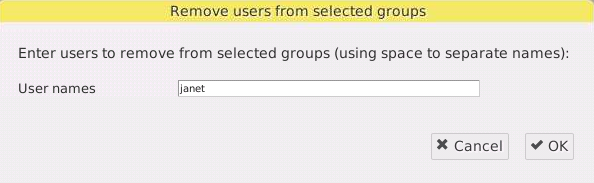 Remove users from selected groups
Enter users to remove from selected groups (using space to separate names):
User names janet
Cancel OK